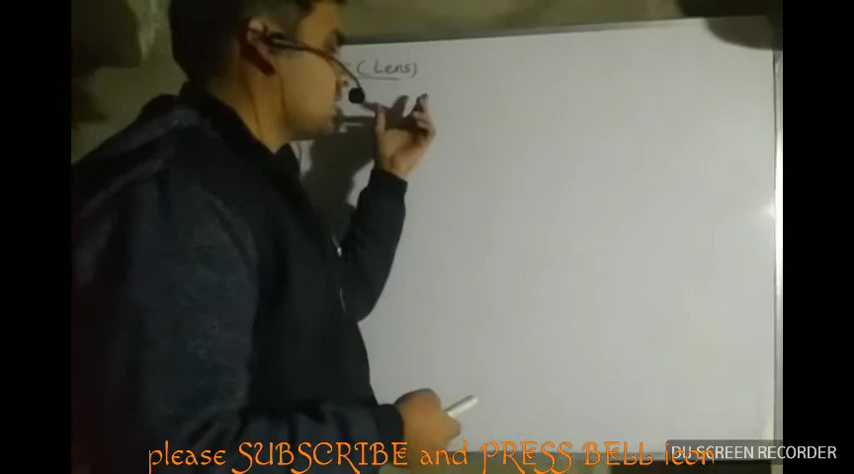 (Lens)
please SUBSCRIBE and PRESS BELL icon
DU SCREEN RECORDER